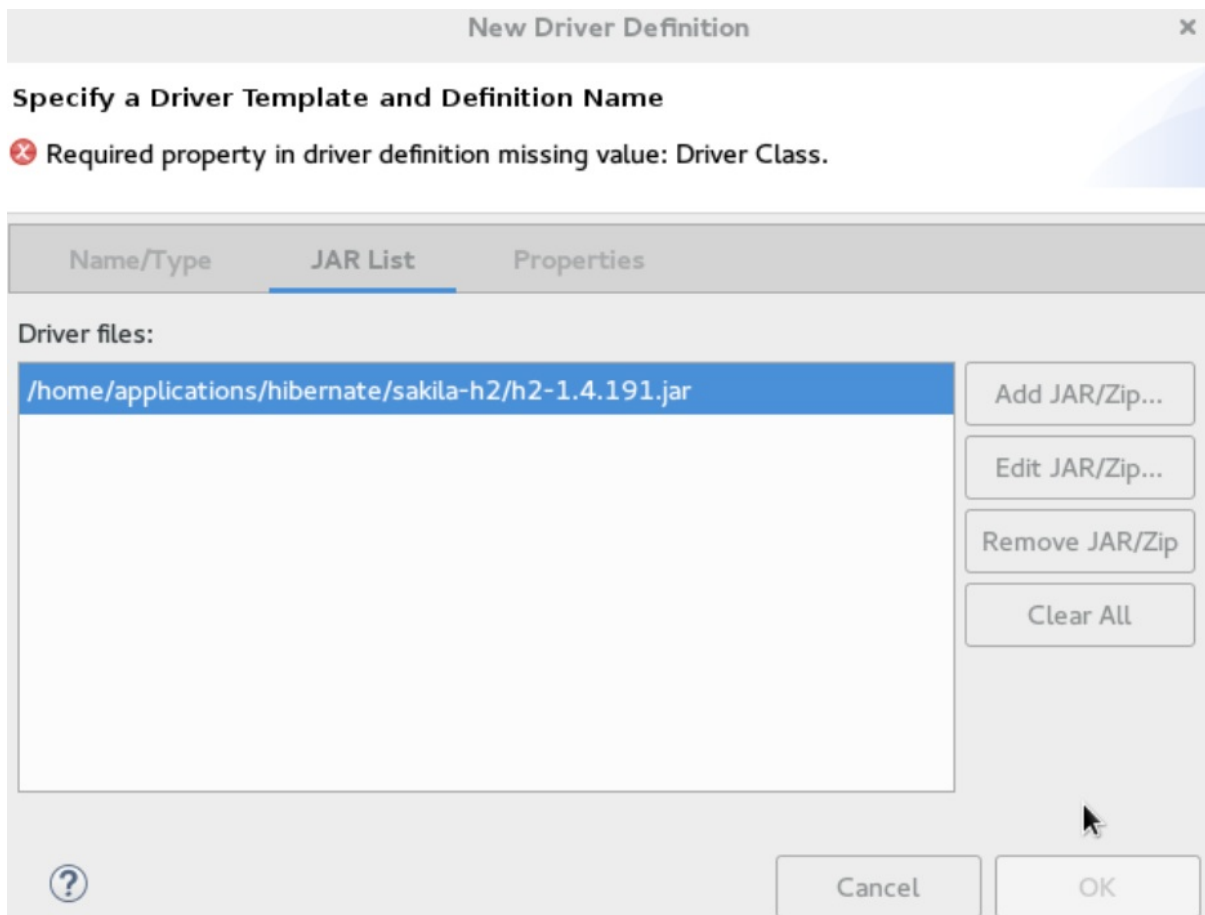 New Driver Definition
Specify a Driver Template and Definition Name
Required property in driver definition missing value: Driver Class.
Name/Type JAR List Properties
Driver files:
/home/applications/hibernate/sakila-h2/h2-1.4.191.jar
Add JAR/Zip...
Edit JAR/Zip...
Remove JAR/Zip
Clear All
?
Cancel OK